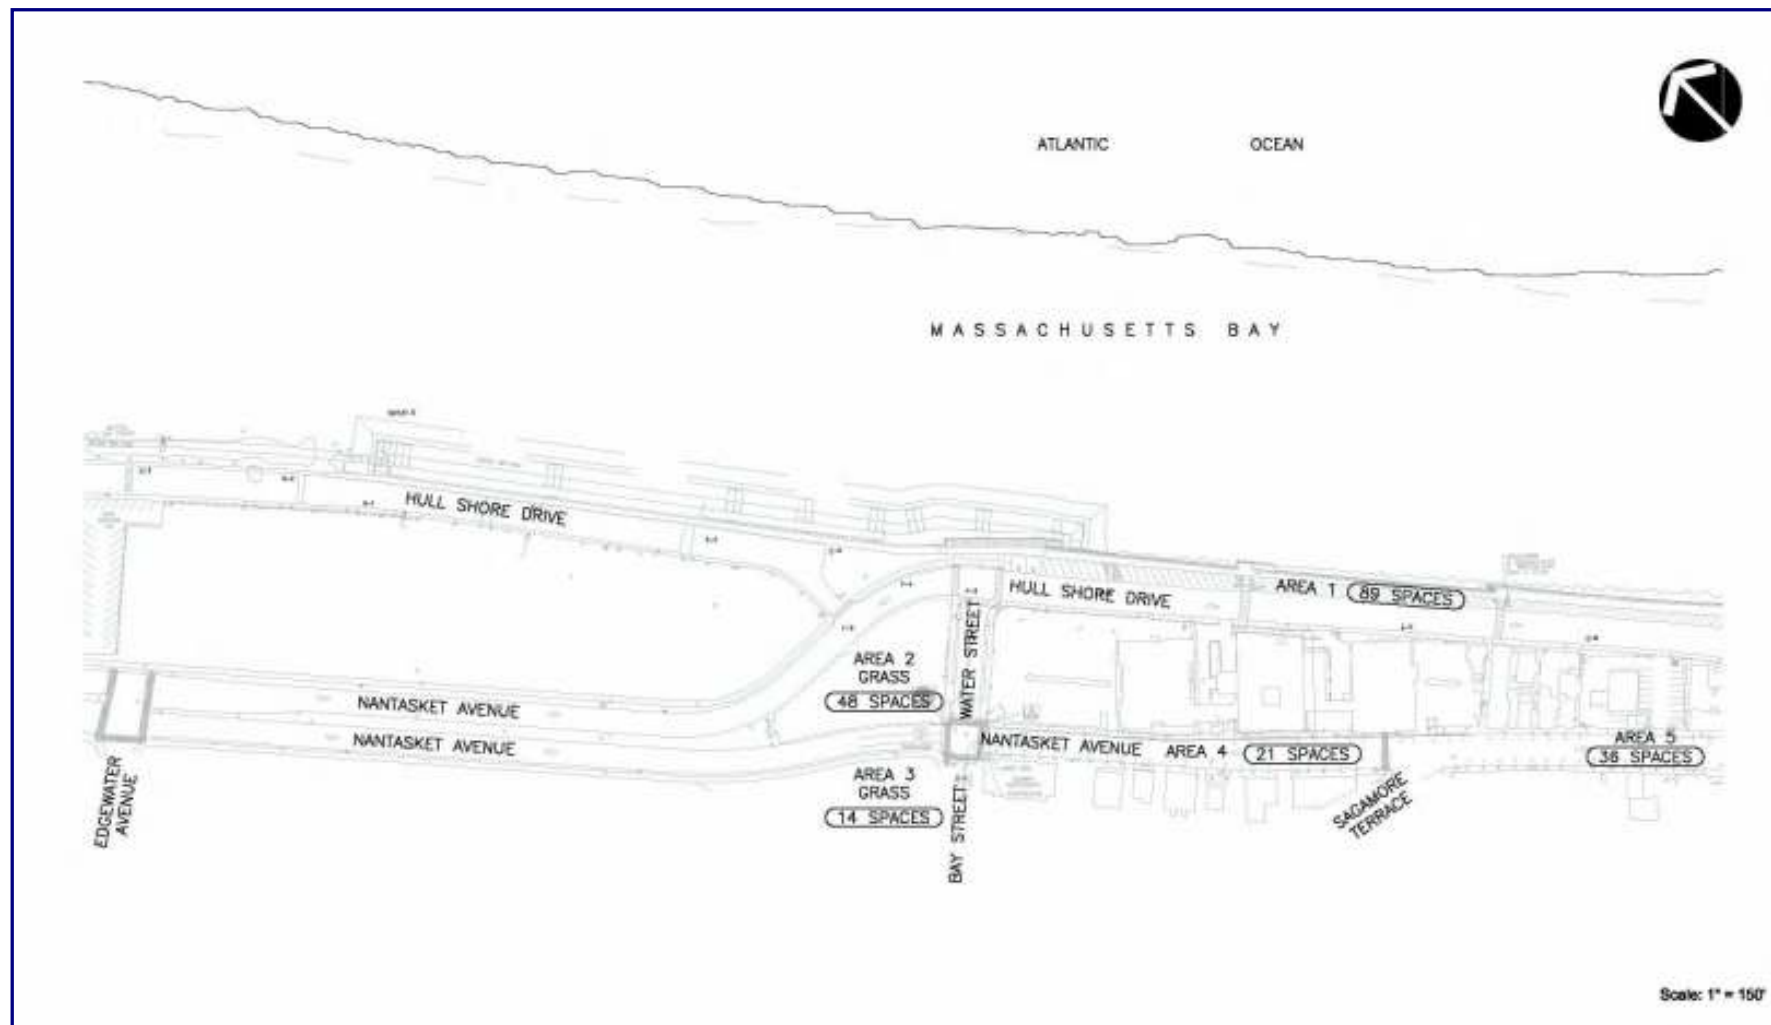 ATLANTIC OCEAN
MASSACHUSETTS BAY
HULL SHORE DRIVE
HULL SHORE DRIVE
AREA 1 89 SPACES
WATER STREET
AREA 2
GRASS
48 SPACES
NANTASKET AVENUE
NANTASKET AVENUE
NANTASKET AVENUE
AREA 4 21 SPACES
AREA 5
36 SPACES
AREA 3
GRASS
14 SPACES
EDGEWATER
AVENUE
BAY STREET
SAGAMORE
TERRACE
Scale: 1" = 150'